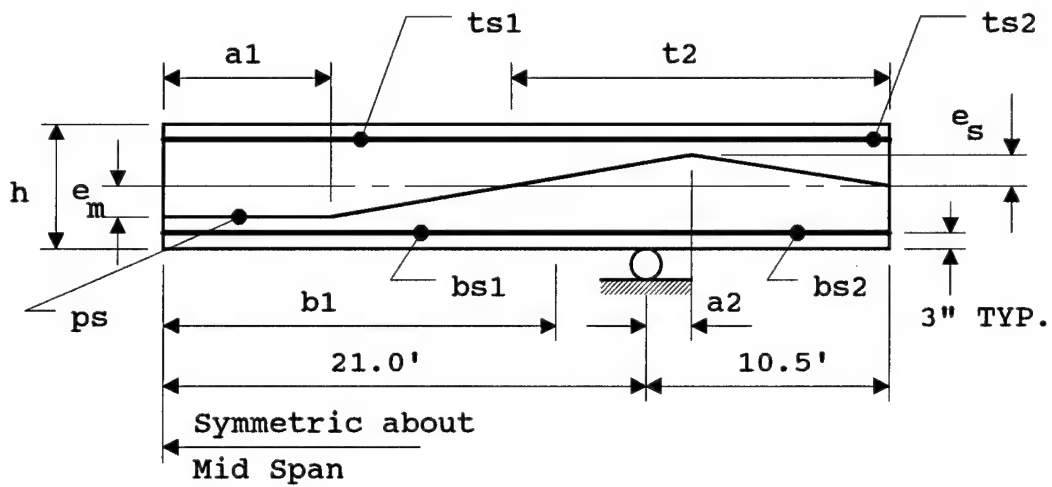 ts1
ts2
a1
t2
e
s
h
e
m
ps
bs1
bs2
b1
a2
3" TYP.
21.0'
10.5'
Symmetric about
Mid Span